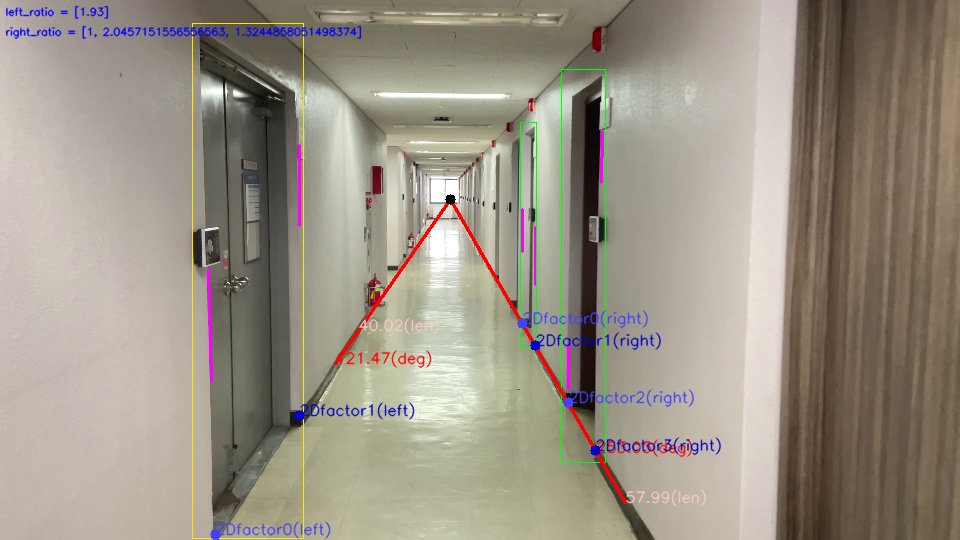 left_ratio = [1.93]
right_ratio = [1, 2.0457151556556563, 1.3244858051498374]
2Dfactor0(right)
40.02(len)
2Dfactor1(right)
121.47(deg)
2Dfactor2(right)
2Dfactor1(left)
2Dfactor3(right)
57.99(len)
2Dfactor0(left)